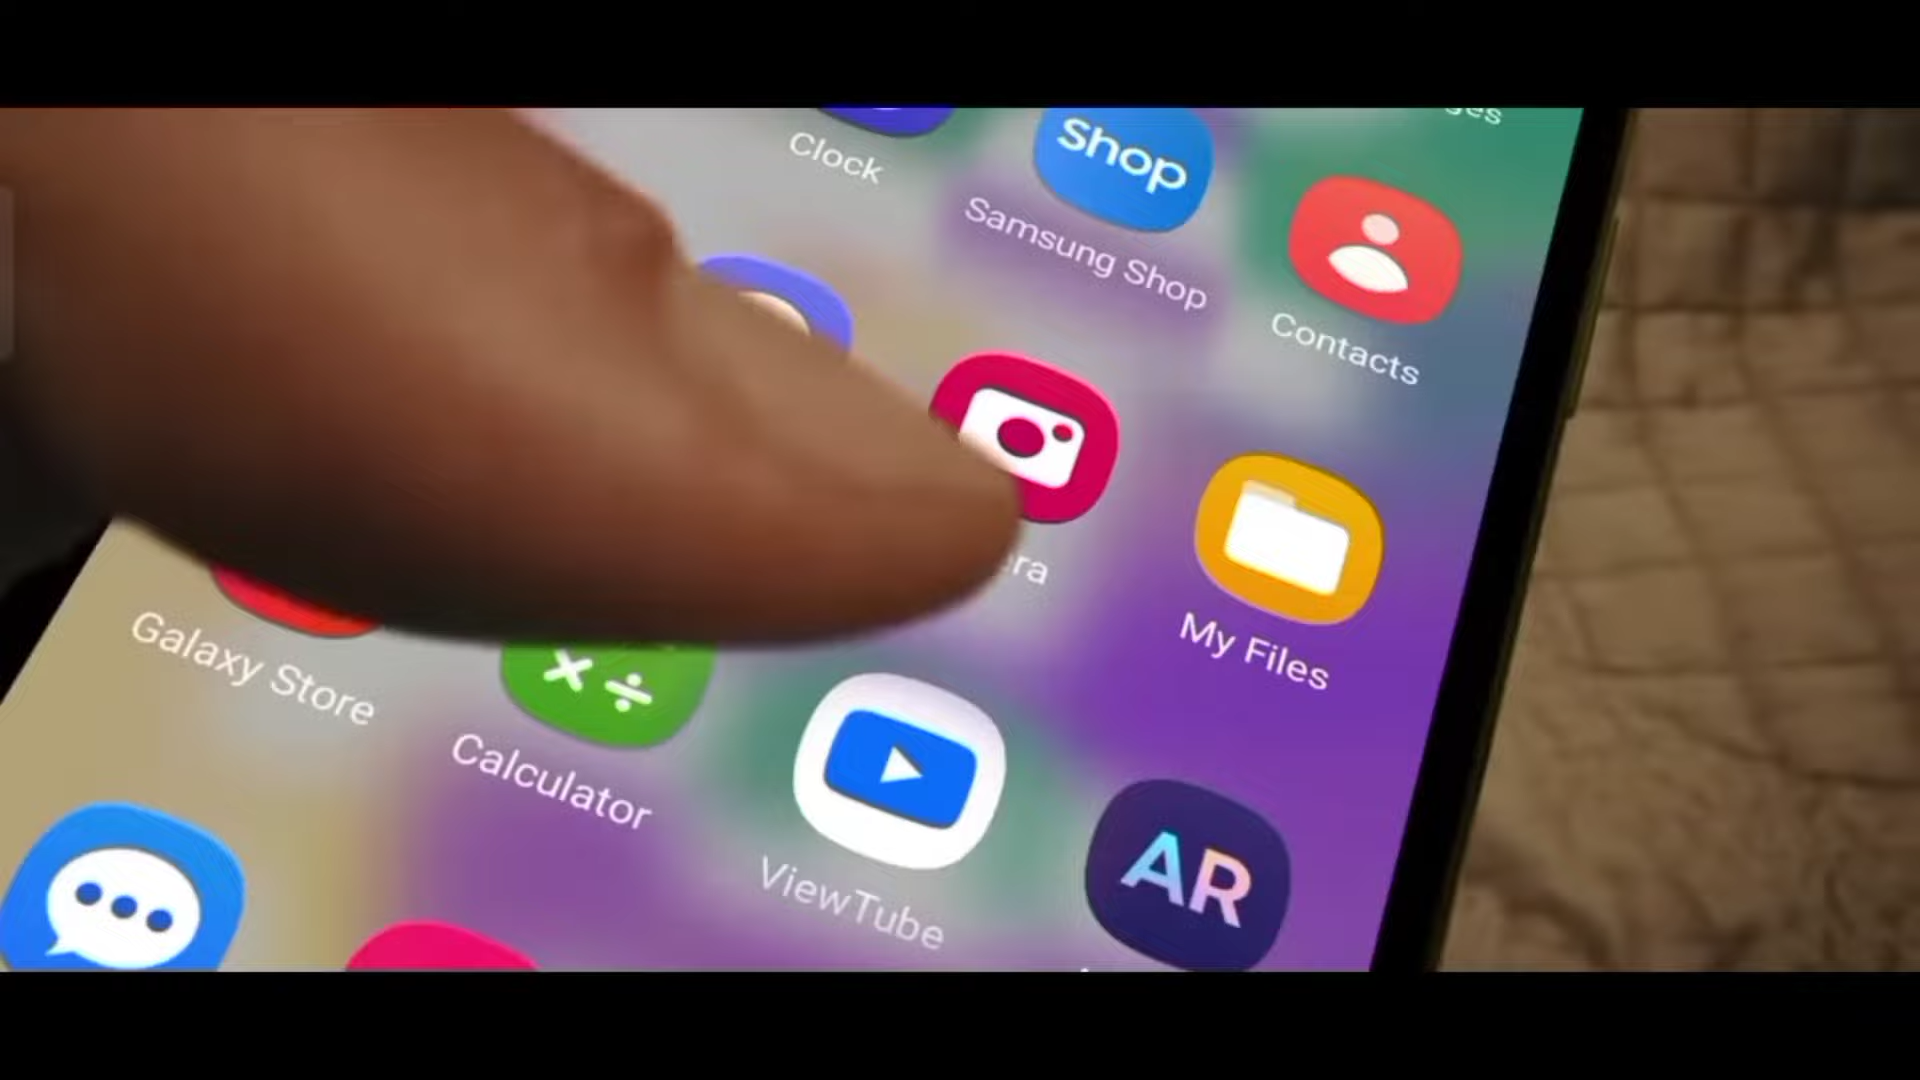 Clock
Shop
Samsung Shop
Contacts
My Files
Galaxy Store
Calculator
ViewTube
AR